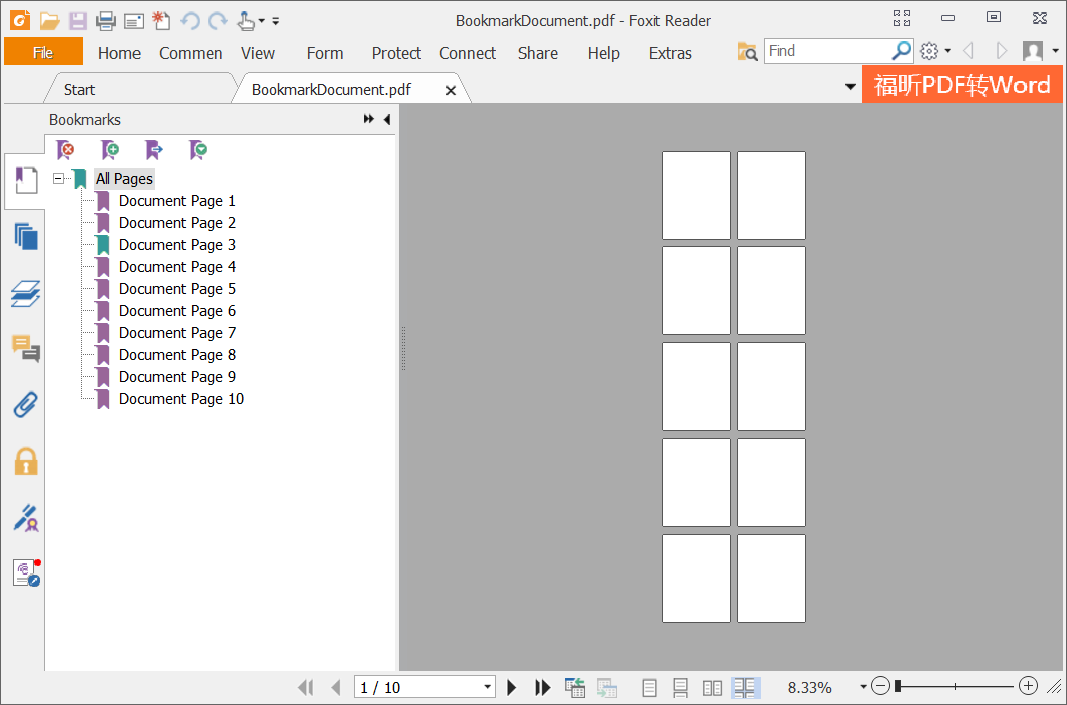 BookmarkDocument.pdf - Foxit Reader
File Home Commen View Form Protect Connect Share Help Extras Find
Start BookmarkDocument.pdf 福昕PDF转Word
Bookmarks
All Pages
Document Page 1
Document Page 2
Document Page 3
Document Page 4
Document Page 5
Document Page 6
Document Page 7
Document Page 8
Document Page 9
Document Page 10
1 / 10 8.33%